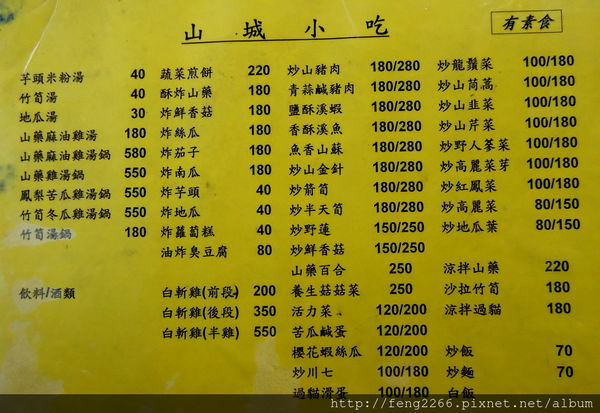 山城小吃
有素食
芋頭米粉湯 40
竹筍湯 40
地瓜湯 30
山藥麻油雞湯 180
山藥麻油雞湯鍋 580
山藥雞湯鍋 550
鳳梨苦瓜雞湯鍋 550
竹筍冬瓜雞湯鍋 550
竹筍湯鍋 180
飲料/酒類
蔬菜煎餅 220
酥炸山藥 180
炸鮮香菇 180
炸絲瓜 180
炸茄子 180
炸南瓜 180
炸芋頭 40
炸地瓜 40
炸蘿蔔糕 40
油炸臭豆腐 80
白斬雞(前段) 200
白斬雞(後段) 350
白斬雞(半雞) 550
炒山豬肉 180/280
青蒜鹹豬肉 180/280
鹽酥溪蝦 180/280
香酥溪魚 180/280
魚香山蘇 180/280
炒山金針 180/280
炒箭筍 180/280
炒半天筍 180/280
炒野蓮 150/250
炒鮮香菇 150/250
山藥百合 250
養生菇菇菜 250
活力菜 120/200
苦瓜鹹蛋 120/200
櫻花蝦絲瓜 120/200
炒川七 100/180
過貓滑蛋 100/180
炒龍鬚菜 100/180
炒山茼蒿 100/180
炒山韭菜 100/180
炒山芹菜 100/180
炒野人蔘菜 100/180
炒高麗菜芽 100/180
炒紅鳳菜 100/180
炒高麗菜 80/150
炒地瓜葉 80/150
涼拌山藥 220
沙拉竹筍 180
涼拌過貓 180
炒飯 70
炒麵 70
白飯
http://feng2266.pixnet.net/album